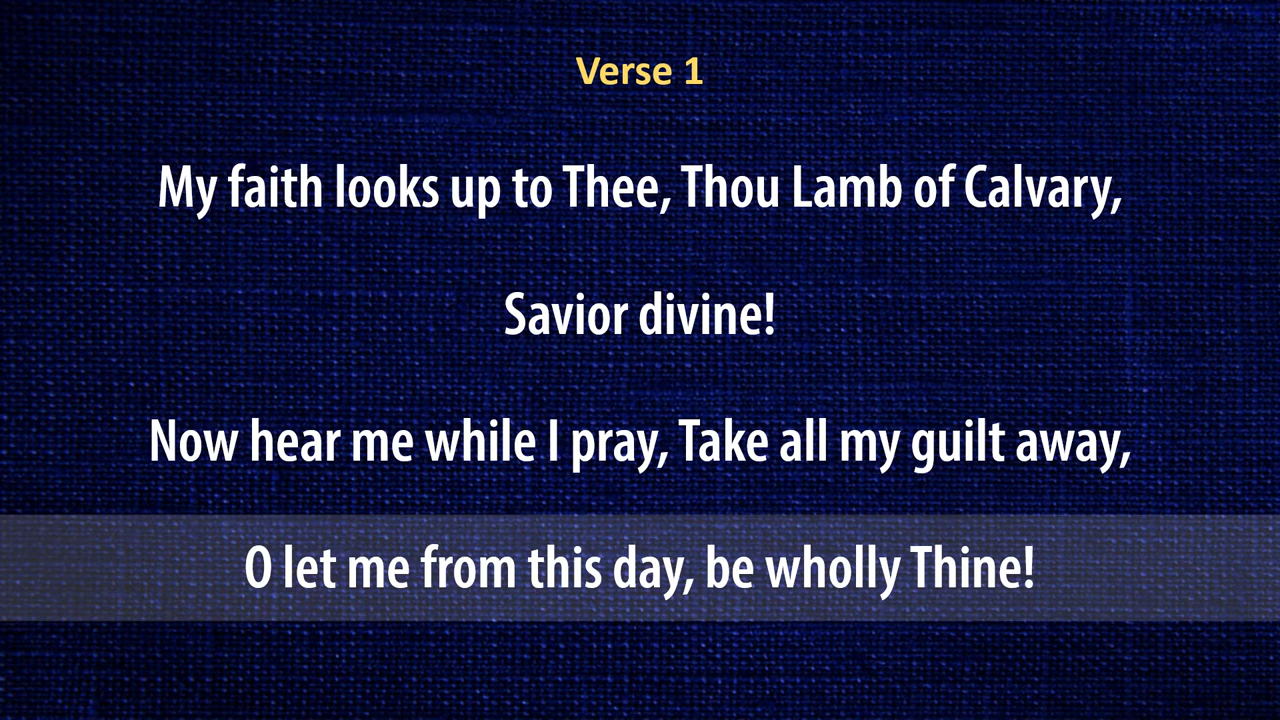 Verse 1
My faith looks up to Thee, Thou Lamb of Calvary,
Savior divine!
Now hear me while I pray, Take all my guilt away,
O let me from this day, be wholly Thine!